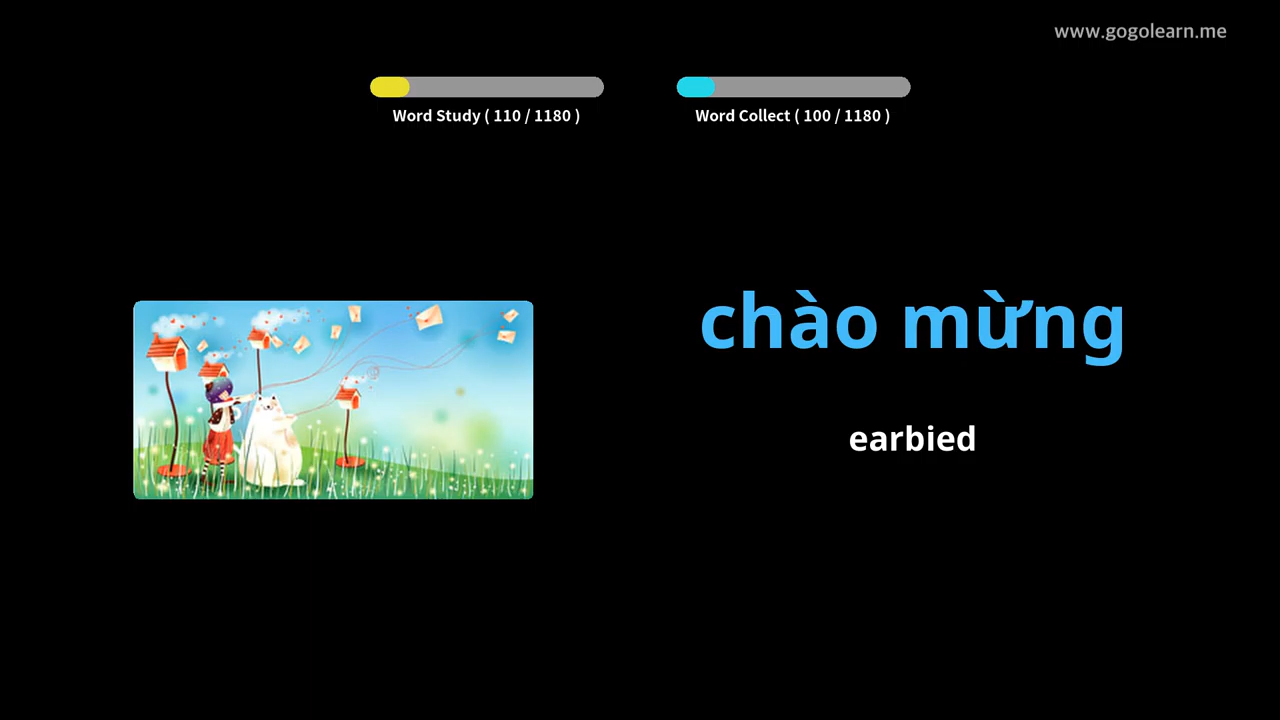 www.gogolearn.me
Word Study ( 110 / 1180 )
Word Collect ( 100 / 1180 )
chào mừng
earbied